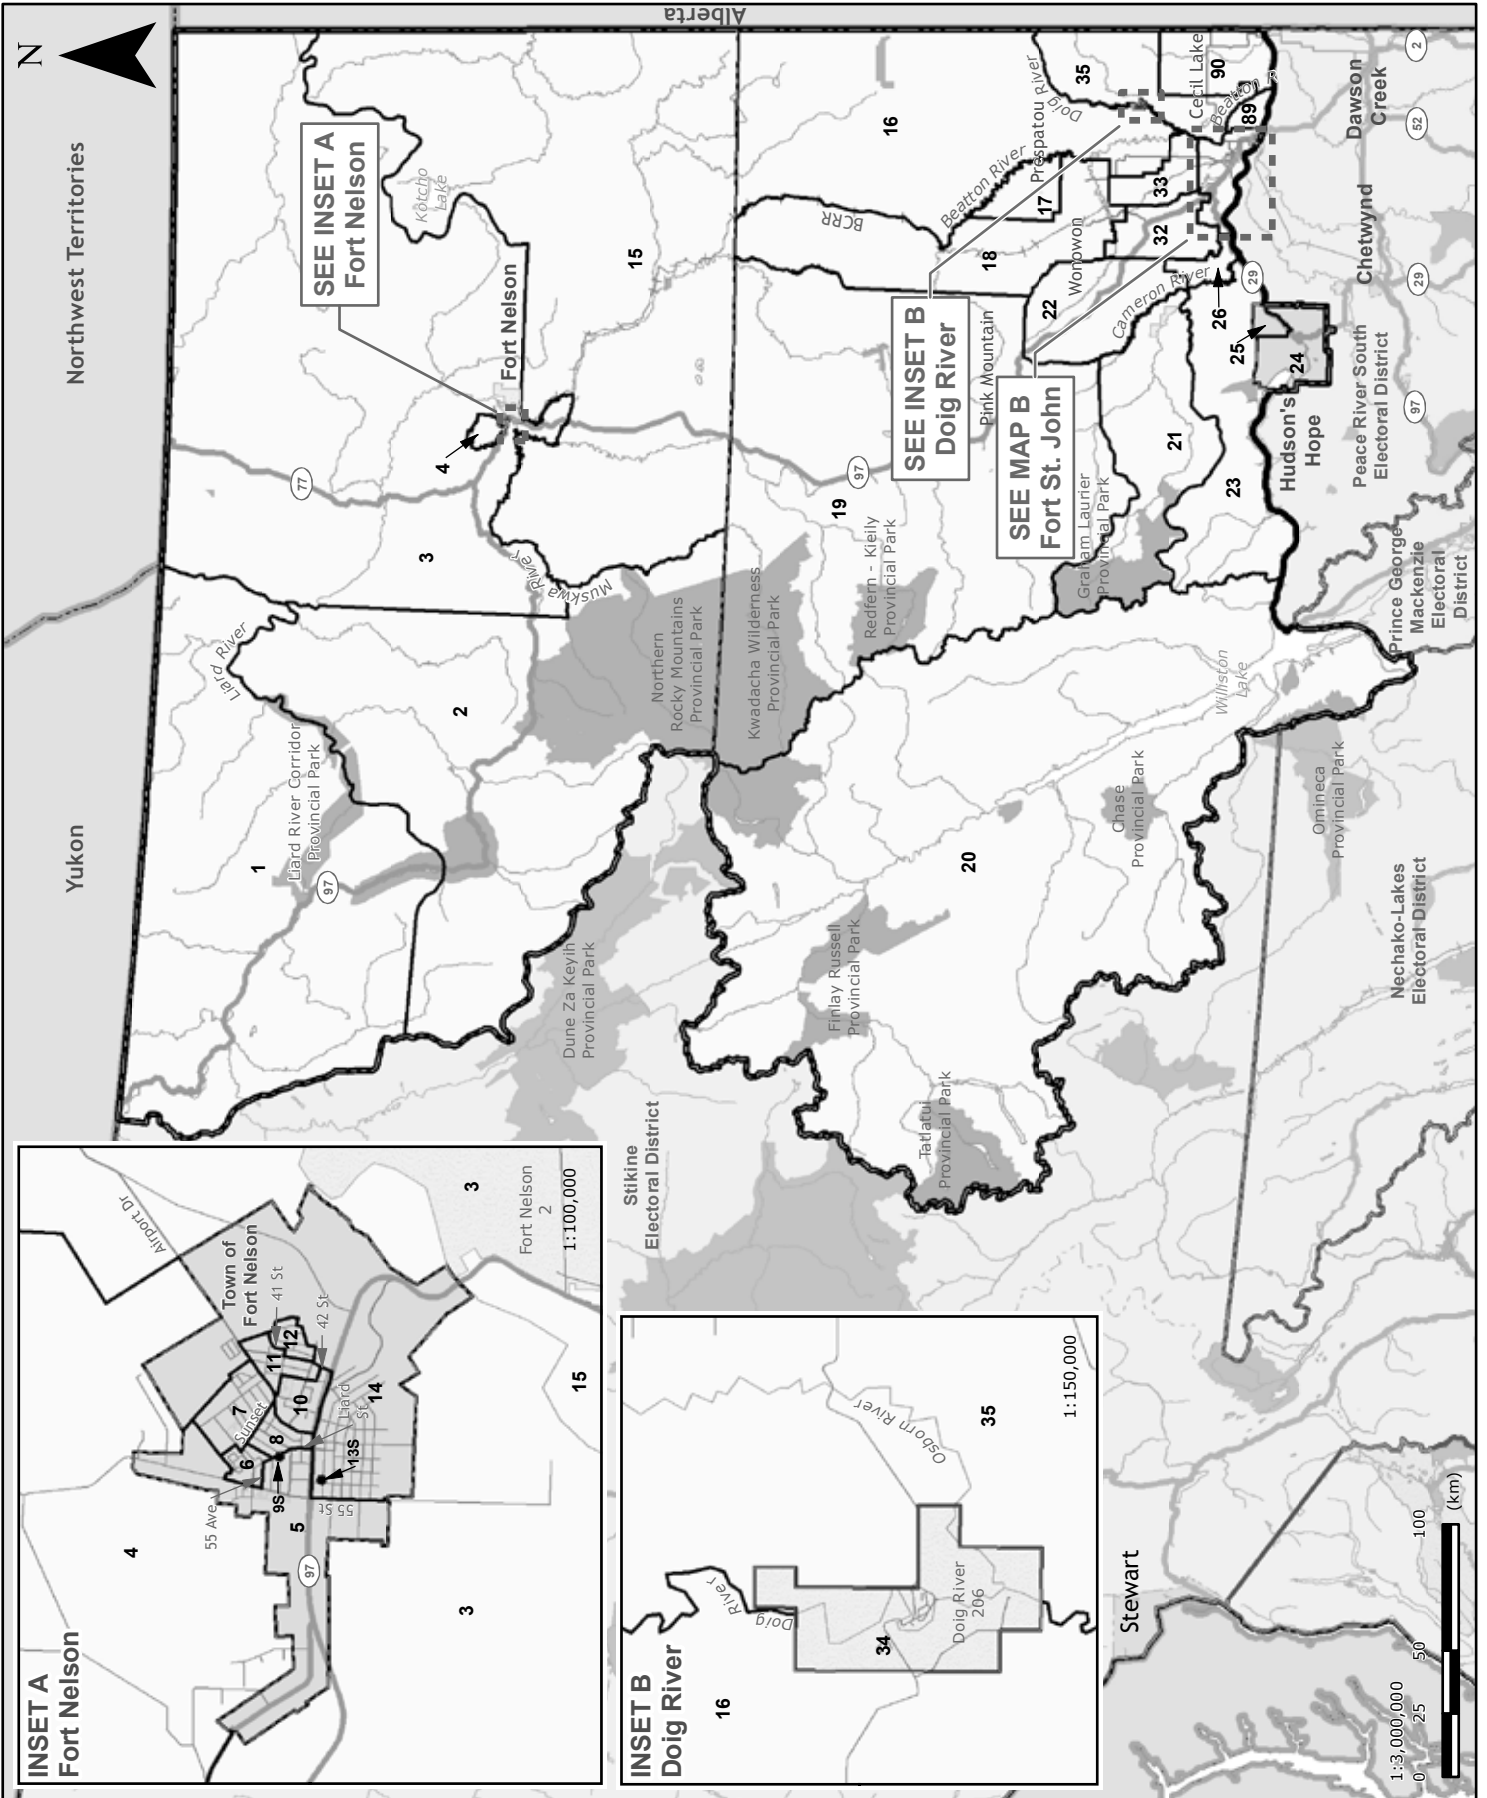 Yukon
Northwest Territories
Alberta
N
INSET A
Fort Nelson
Airport Dr
Town of
Fort Nelson
41 St
42 St
55 Ave
Sunset
Liard
St
55 St
97
Fort Nelson
2
1:100,000
3
4
5
6
7
8
9S
10
11
12
13S
14
15
3
INSET B
Doig River
Doig
River
Osborn River
Doig River
206
16
34
35
1:150,000
SEE INSET A
Fort Nelson
SEE INSET B
Doig River
SEE MAP B
Fort St. John
1
2
3
4
15
16
17
18
19
20
21
22
23
24
25
26
32
33
35
89
90
77
97
97
29
29
97
52
2
Liard River
Liard River Corridor
Provincial Park
Muskwa River
Fort Nelson
Kotcho
Lake
Northern
Rocky Mountains
Provincial Park
Kwadacha Wilderness
Provincial Park
Redfern - Kieily
Provincial Park
Graham Laurier
Provincial Park
Dune Za Keyih
Provincial Park
Finlay Russell
Provincial Park
Tatlatui
Provincial Park
Chase
Provincial Park
Omineca
Provincial Park
Williston
Lake
BCRR
Beatton River
Prespatou
Doig River
Cecil Lake
Beatton R
Wonowon
Pink Mountain
Cameron River
Hudson's
Hope
Chetwynd
Dawson
Creek
Peace River South
Electoral District
Prince George-
Mackenzie
Electoral
District
Nechako-Lakes
Electoral District
Stikine
Electoral District
Stewart
1:3,000,000
0 25 50 100
(km)